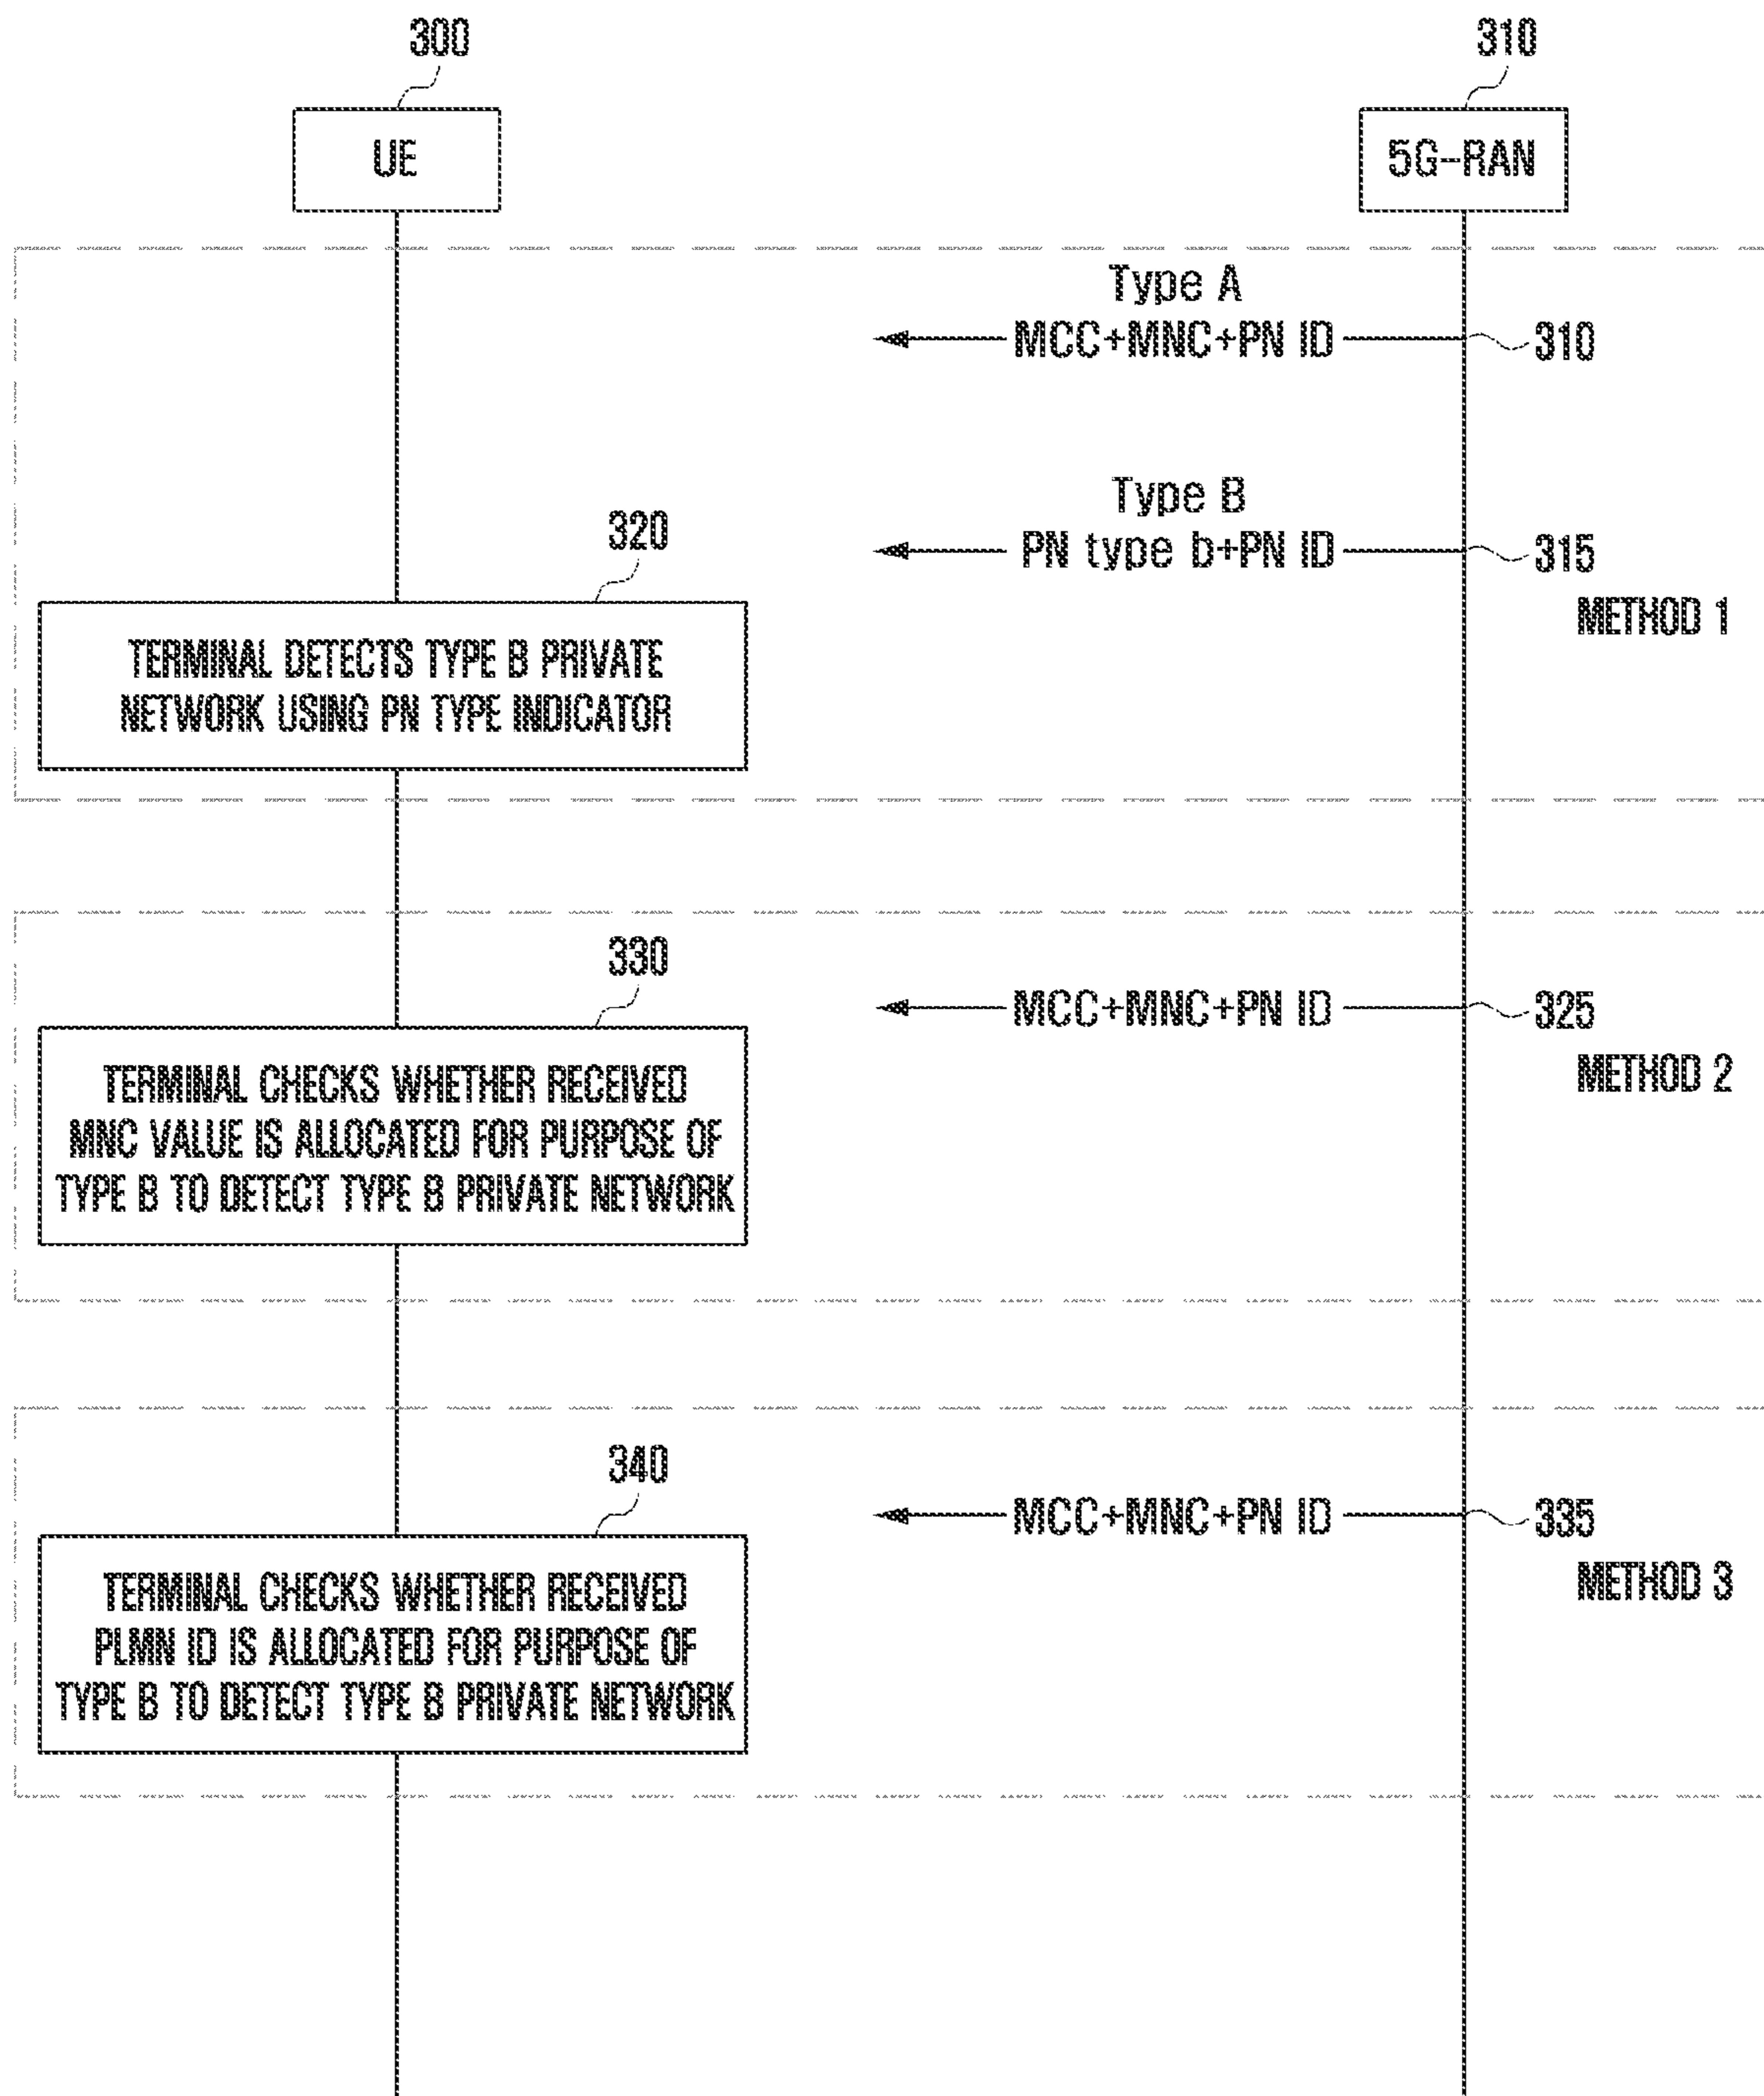 300
310
UE
5G-RAN
Type A
MCC+MNC+PN ID
310
Type B
PN type b+PN ID
315
METHOD 1
320
TERMINAL DETECTS TYPE B PRIVATE
NETWORK USING PN TYPE INDICATOR
330
MCC+MNC+PN ID
325
METHOD 2
TERMINAL CHECKS WHETHER RECEIVED
MNC VALUE IS ALLOCATED FOR PURPOSE OF
TYPE B TO DETECT TYPE B PRIVATE NETWORK
340
MCC+MNC+PN ID
335
METHOD 3
TERMINAL CHECKS WHETHER RECEIVED
PLMN ID IS ALLOCATED FOR PURPOSE OF
TYPE B TO DETECT TYPE B PRIVATE NETWORK